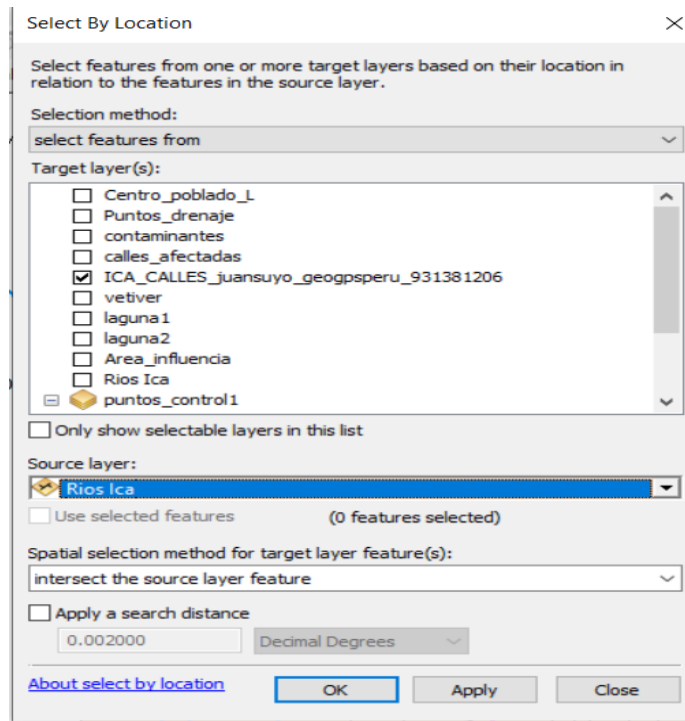 Select By Location
Select features from one or more target layers based on their location in
relation to the features in the source layer.
Selection method:
select features from
Target layer(s):
Centro_poblado_L
Puntos_drenaje
contaminantes
calles_afectadas
ICA_CALLES_juansuyo_geogpsperu_931381206
vetiver
laguna1
laguna2
Area_influencia
Rios Ica
puntos_control1
Only show selectable layers in this list
Source layer:
Rios Ica
Use selected features (0 features selected)
Spatial selection method for target layer feature(s):
intersect the source layer feature
Apply a search distance
0.002000 Decimal Degrees
About select by location OK Apply Close